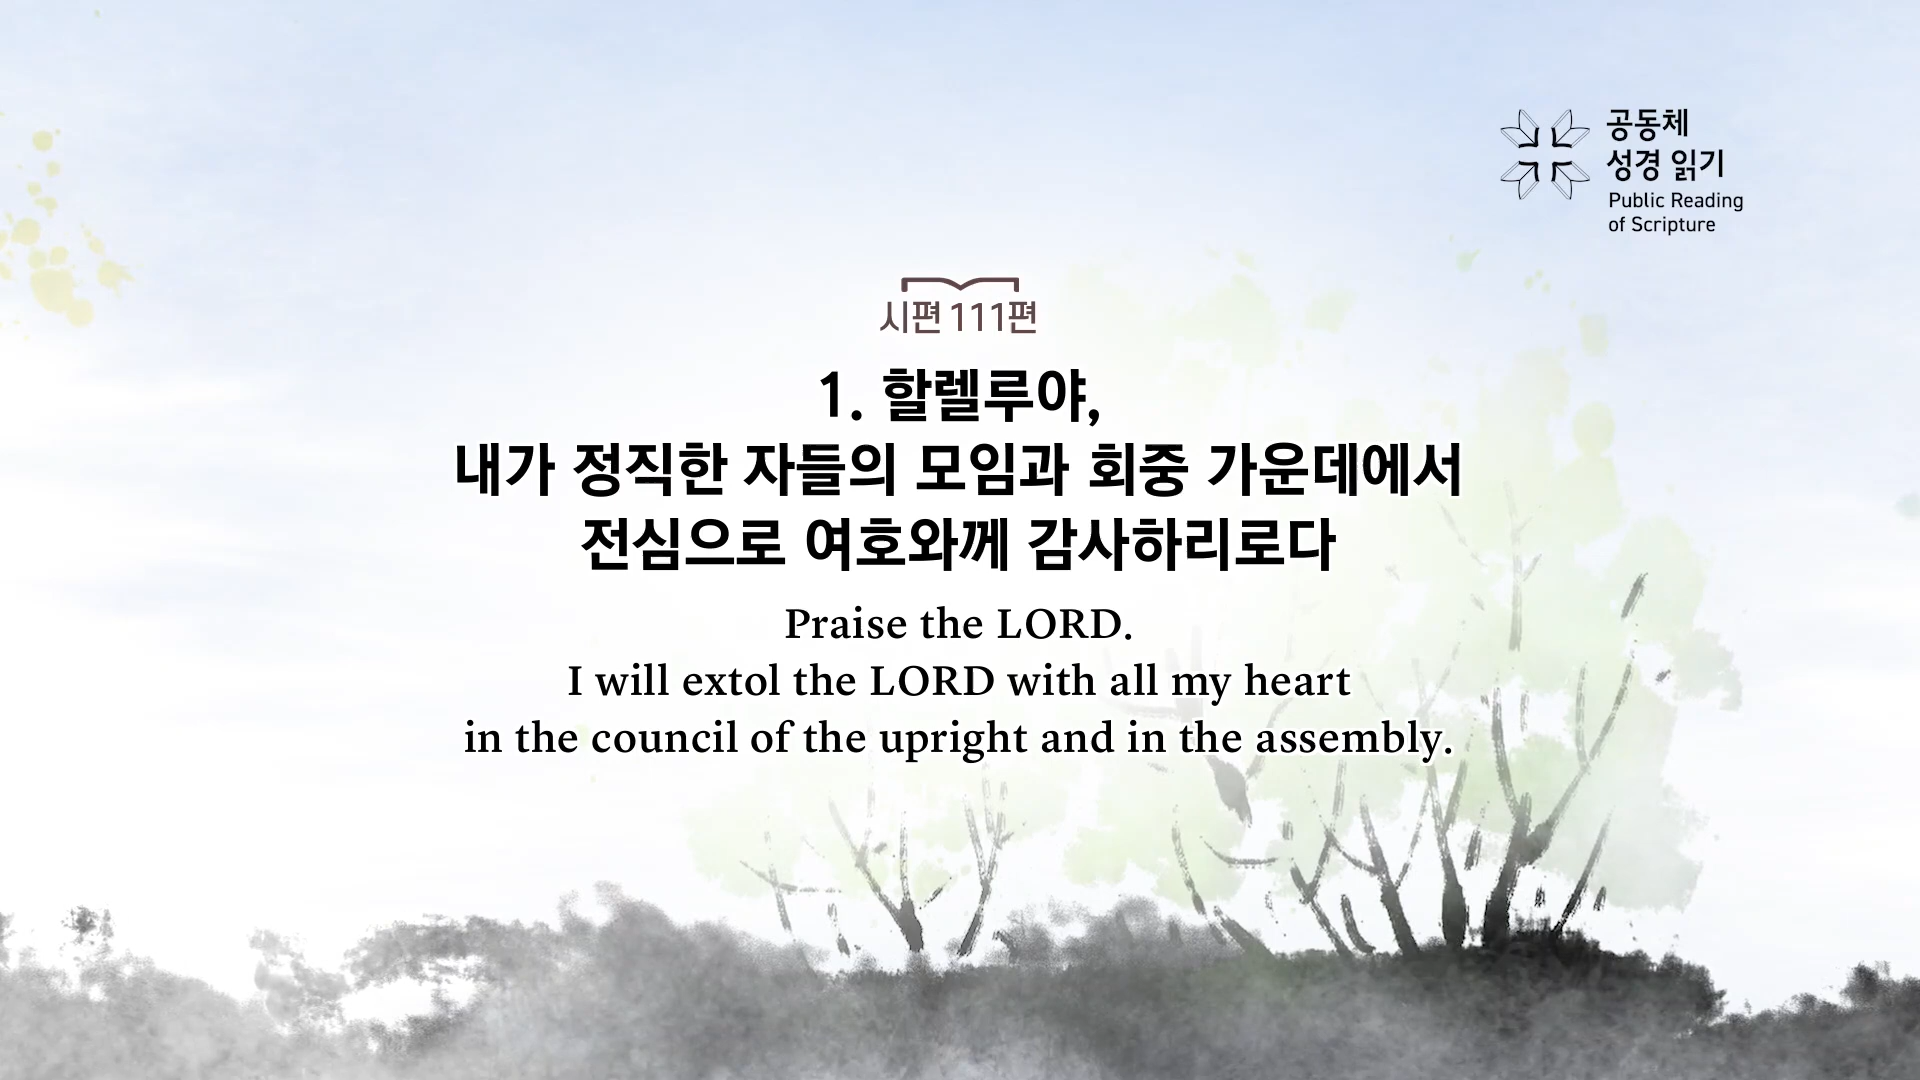 공동체
성경 읽기
Public Reading
of Scripture
시편 111편
1. 할렐루야,
내가 정직한 자들의 모임과 회중 가운데에서
전심으로 여호와께 감사하리로다
Praise the LORD.
I will extol the LORD with all my heart
in the council of the upright and in the assembly.